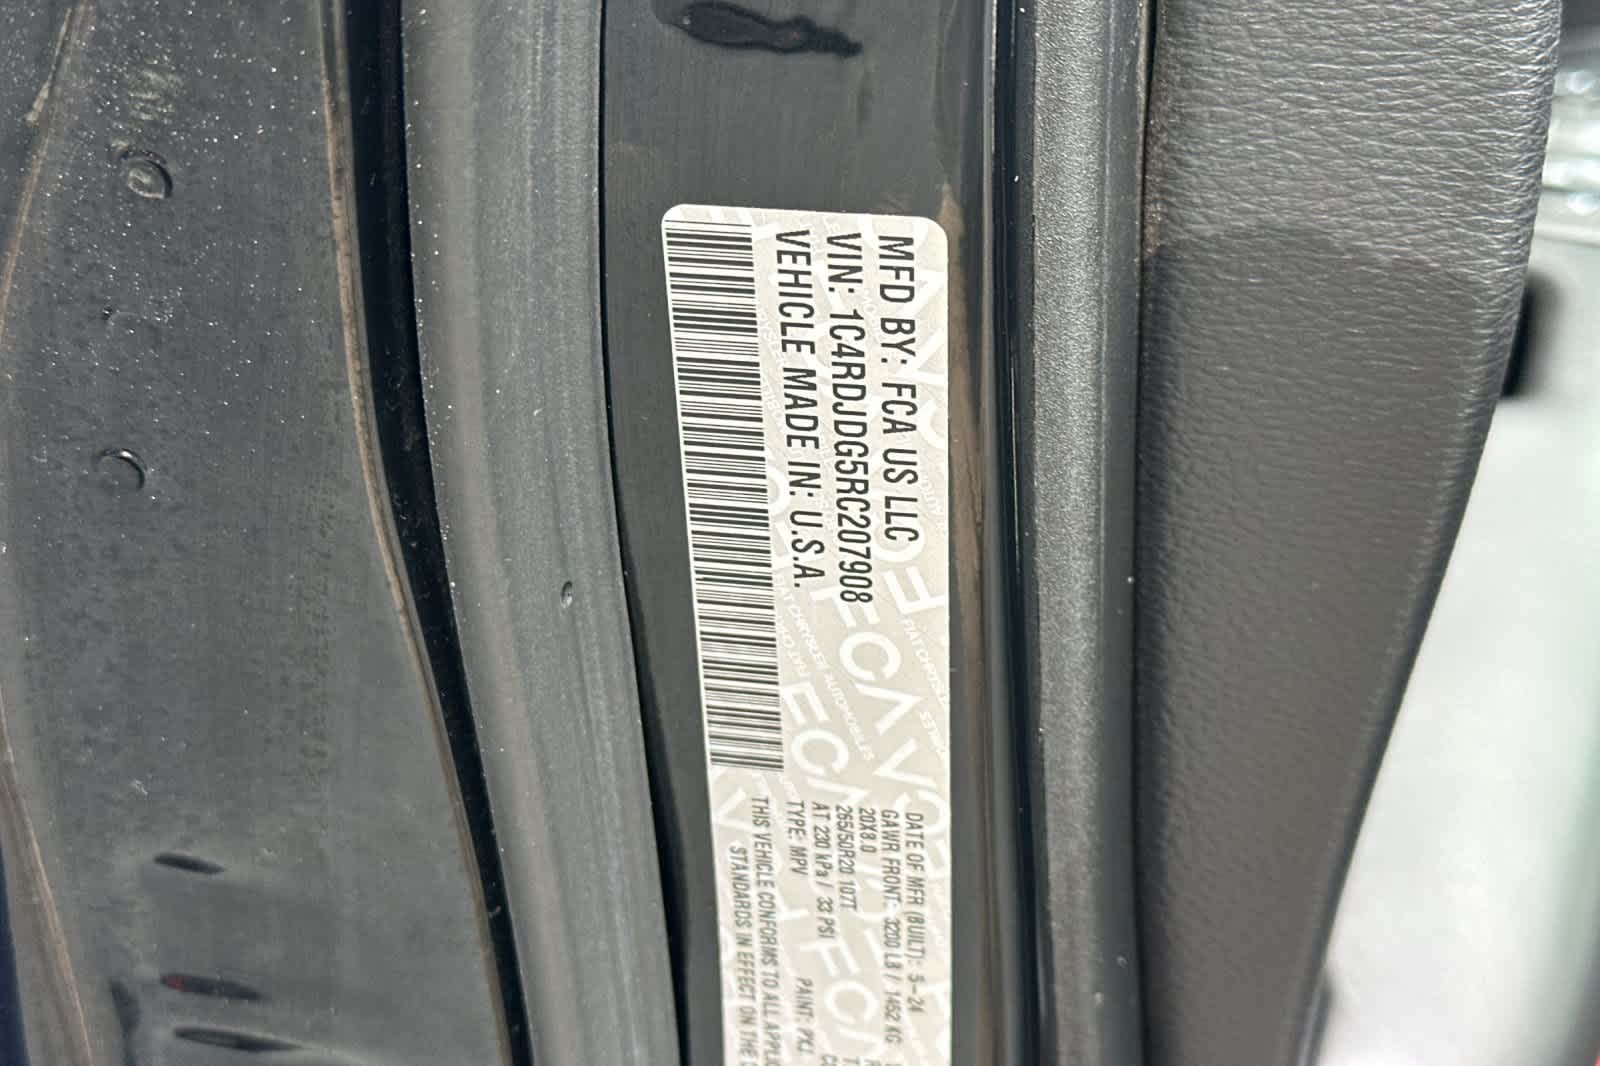 MFD BY: FCA US LLC
VIN: 1C4RDJDG5RC207908
VEHICLE MADE IN: U.S.A.
DATE OF MFR (BUILT): 5-24
GAWR FRONT: 3200 LB / 1452 KG
20X8.0
265/50R20 107T
AT 230 kPa / 33 PSI
TYPE: MPV PAINT: PXJ
THIS VEHICLE CONFORMS TO ALL
STANDARDS IN EFFECT ON THE